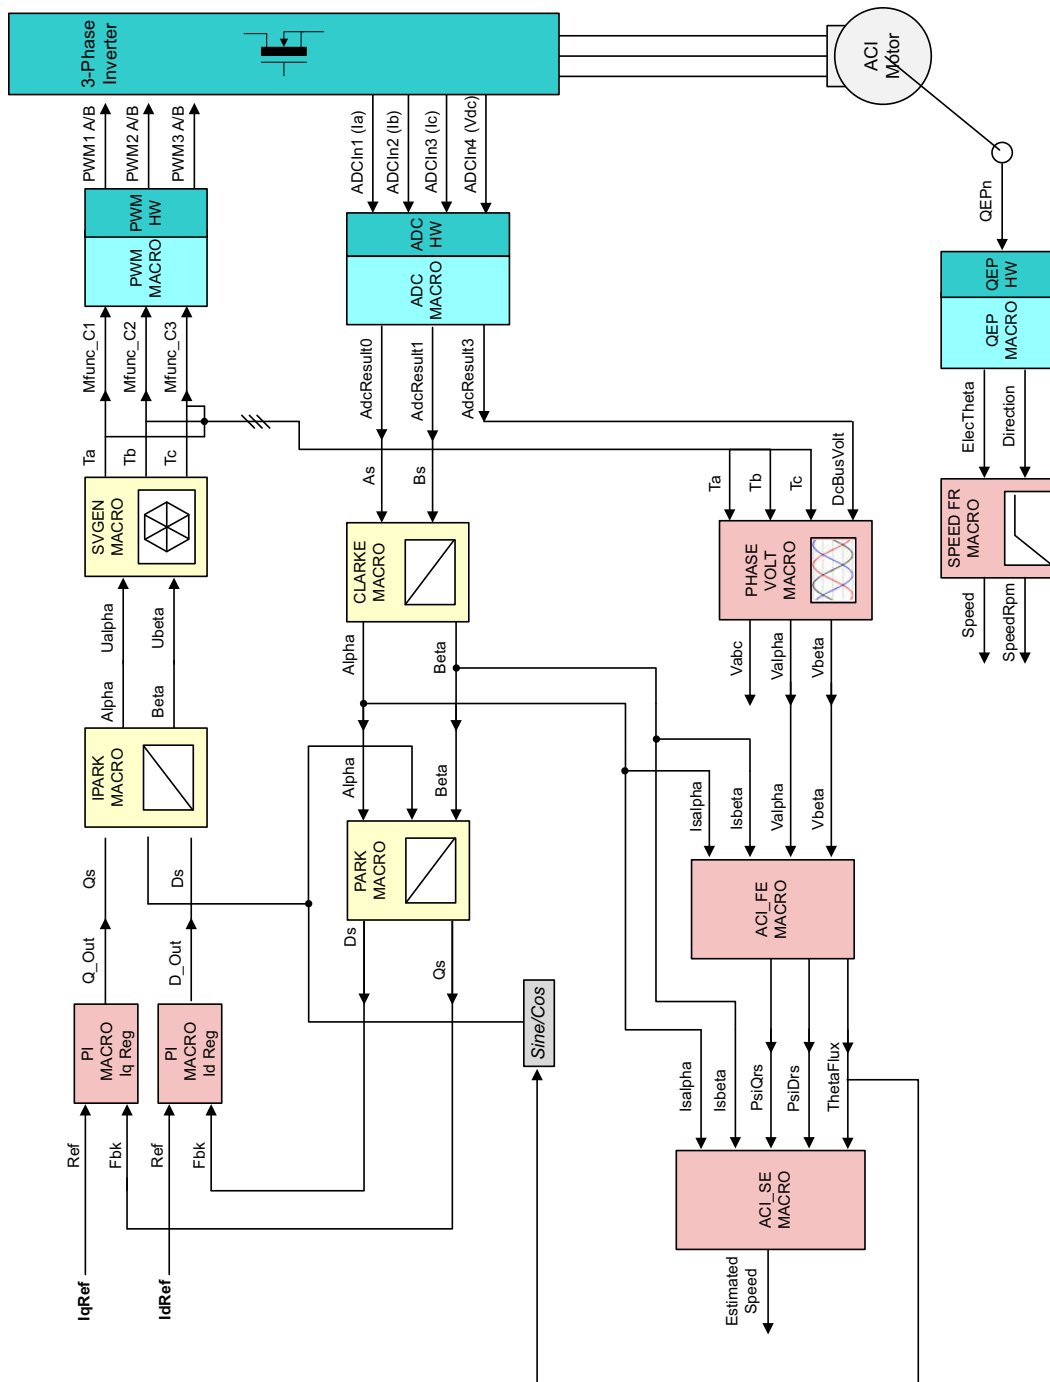 IqRef
IdRef
Ref
Fbk
Ref
Fbk
PI
MACRO
Iq Reg
PI
MACRO
Id Reg
Q_Out
D_Out
Qs
Ds
IPARK
MACRO
Alpha
Beta
Ualpha
Ubeta
SVGEN
MACRO
Ta
Tb
Tc
Mfunc_C1
Mfunc_C2
Mfunc_C3
PWM
MACRO
PWM
HW
PWM1 A/B
PWM2 A/B
PWM3 A/B
3-Phase
Inverter
Ds
Qs
PARK
MACRO
Alpha
Beta
Alpha
Beta
CLARKE
MACRO
As
Bs
AdcResult0
AdcResult1
AdcResult3
ADC
MACRO
ADC
HW
ADCIn1 (Ia)
ADCIn2 (Ib)
ADCIn3 (Ic)
ADCIn4 (Vdc)
Sine/Cos
Estimated
Speed
ACI_SE
MACRO
Isalpha
Isbeta
PsiQrs
PsiDrs
ThetaFlux
ACI_FE
MACRO
Isalpha
Isbeta
Valpha
Vbeta
Vabc
Valpha
Vbeta
PHASE
VOLT
MACRO
Ta
Tb
Tc
DcBusVolt
Speed
SpeedRpm
SPEED FR
MACRO
ElecTheta
Direction
QEP
MACRO
QEP
HW
QEPn
ACI
Motor